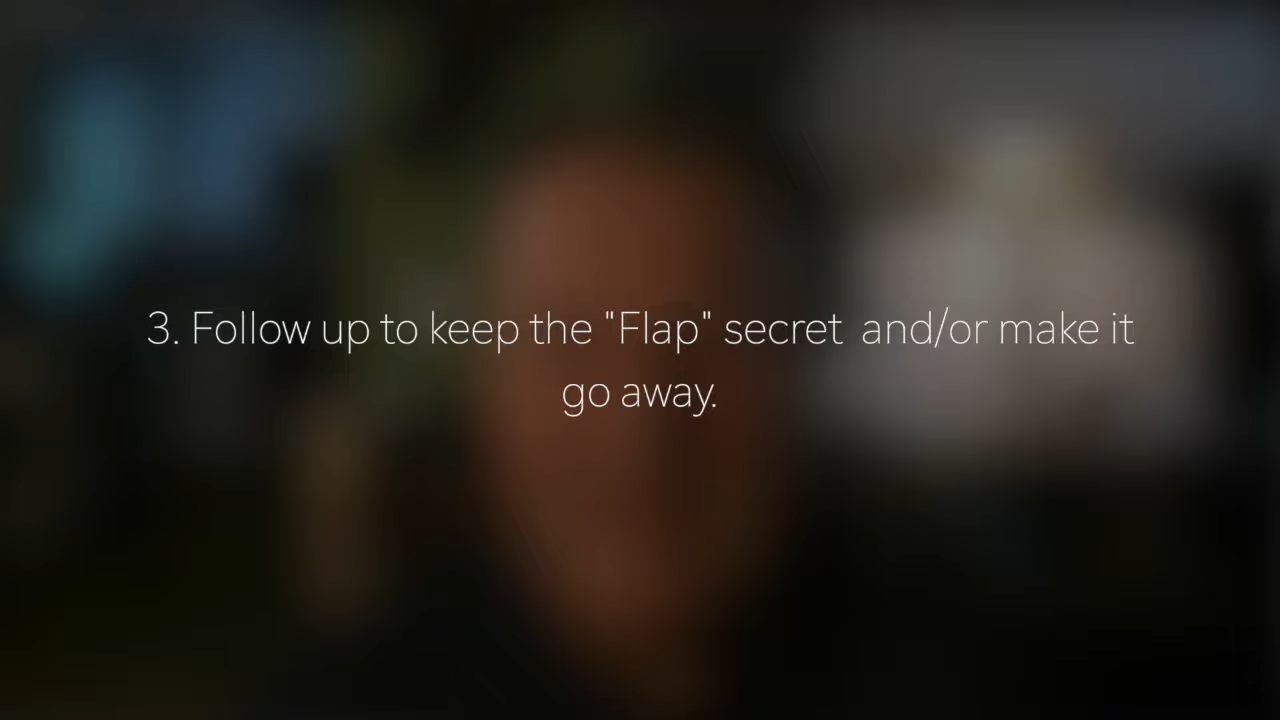 3. Follow up to keep the "Flap" secret  and/or make it
go away.